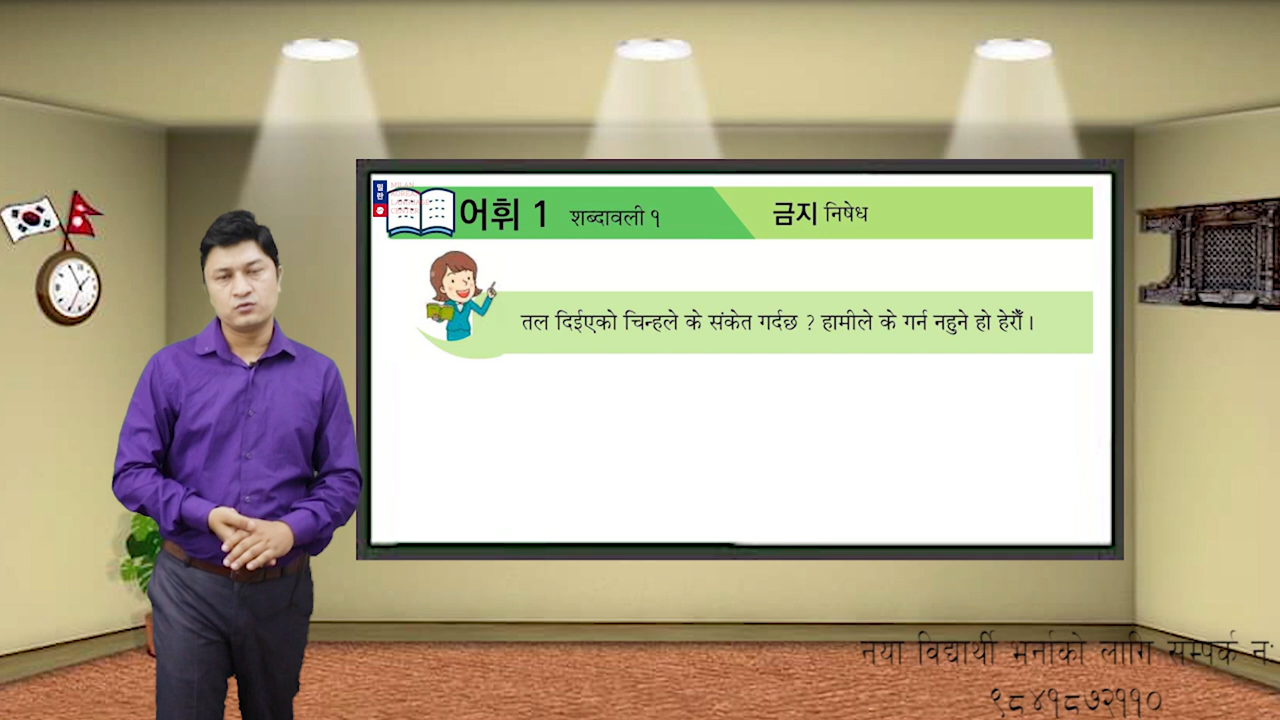 어휘 1 शब्दावली १ 금지 निषेध
तल दिईएको चिन्हले के संकेत गर्दछ ? हामीले के गर्न नहुने हो हेरौँ ।
नया विद्यार्थी भर्नाको लागि सम्पर्क नः
९८४१८७२११०